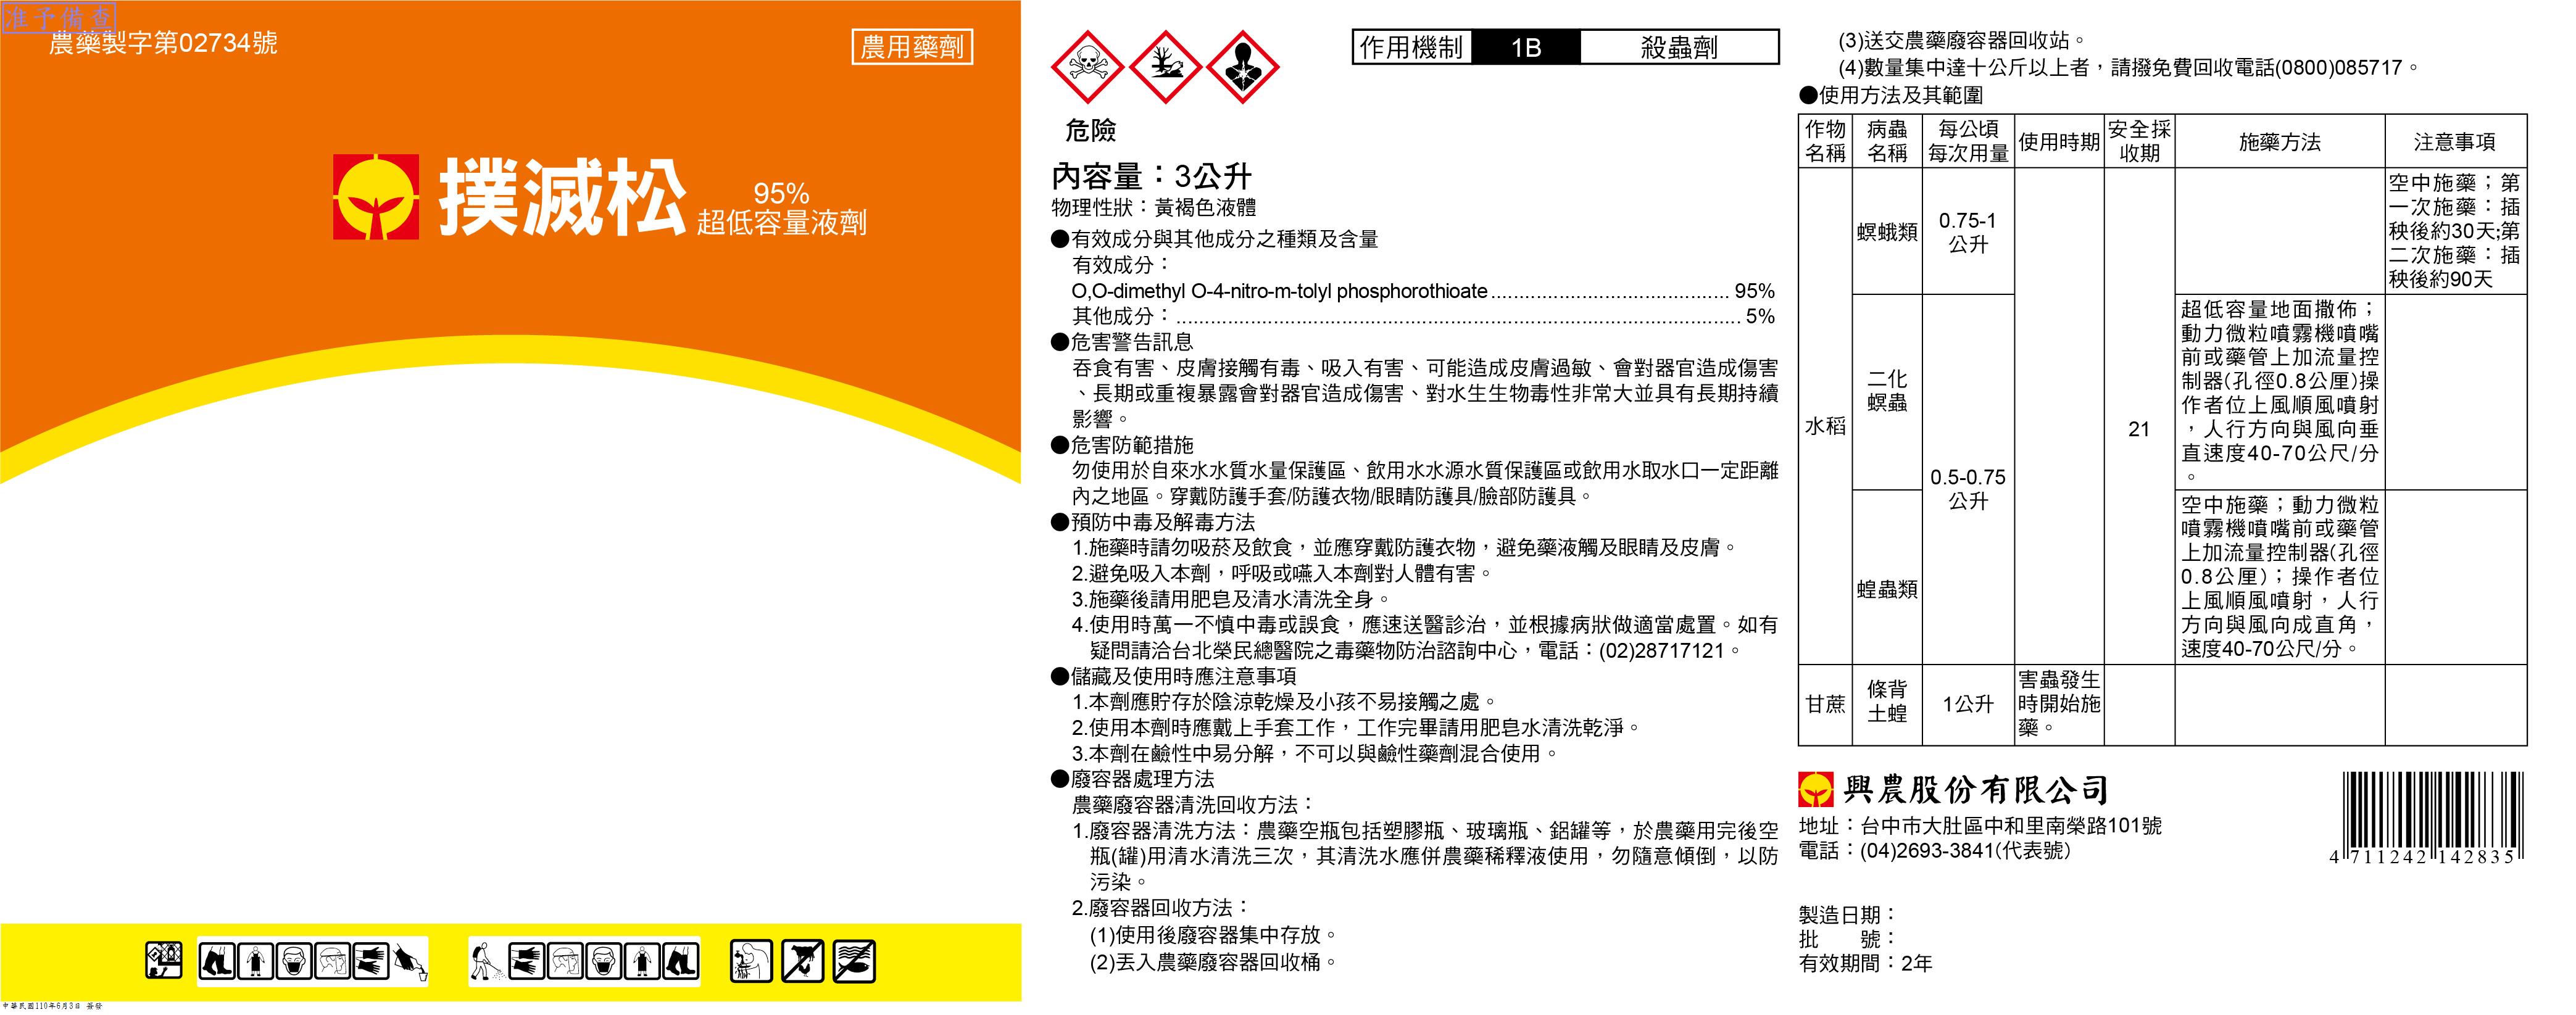 准予備查
農藥製字第02734號
農用藥劑
撲滅松
95%
超低容量液劑
中華民國110年6月3日 簽發
作用機制 1B 殺蟲劑
危險
內容量：3公升
物理性狀：黃褐色液體
●有效成分與其他成分之種類及含量
有效成分：
O,O-dimethyl O-4-nitro-m-tolyl phosphorothioate.......................................... 95%
其他成分：.................................................................................................... 5%
●危害警告訊息
吞食有害、皮膚接觸有毒、吸入有害、可能造成皮膚過敏、會對器官造成傷害
、長期或重複暴露會對器官造成傷害、對水生生物毒性非常大並具有長期持續
影響。
●危害防範措施
勿使用於自來水水質水量保護區、飲用水水源水質保護區或飲用水取水口一定距離
內之地區。穿戴防護手套/防護衣物/眼睛防護具/臉部防護具。
●預防中毒及解毒方法
1.施藥時請勿吸菸及飲食，並應穿戴防護衣物，避免藥液觸及眼睛及皮膚。
2.避免吸入本劑，呼吸或嚥入本劑對人體有害。
3.施藥後請用肥皂及清水清洗全身。
4.使用時萬一不慎中毒或誤食，應速送醫診治，並根據病狀做適當處置。如有
疑問請洽台北榮民總醫院之毒藥物防治諮詢中心，電話：(02)28717121。
●儲藏及使用時應注意事項
1.本劑應貯存於陰涼乾燥及小孩不易接觸之處。
2.使用本劑時應戴上手套工作，工作完畢請用肥皂水清洗乾淨。
3.本劑在鹼性中易分解，不可以與鹼性藥劑混合使用。
●廢容器處理方法
農藥廢容器清洗回收方法：
1.廢容器清洗方法：農藥空瓶包括塑膠瓶、玻璃瓶、鋁罐等，於農藥用完後空
瓶(罐)用清水清洗三次，其清洗水應併農藥稀釋液使用，勿隨意傾倒，以防
污染。
2.廢容器回收方法：
(1)使用後廢容器集中存放。
(2)丟入農藥廢容器回收桶。
(3)送交農藥廢容器回收站。
(4)數量集中達十公斤以上者，請撥免費回收電話(0800)085717。
●使用方法及其範圍
作物名稱 病蟲名稱 每公頃每次用量 使用時期 安全採收期 施藥方法 注意事項
水稻
螟蛾類
0.75-1
公升
空中施藥；第
一次施藥：插
秧後約30天;第
二次施藥：插
秧後約90天
二化
螟蟲
0.5-0.75
公升
21
超低容量地面撒佈；
動力微粒噴霧機噴嘴
前或藥管上加流量控
制器(孔徑0.8公厘)操
作者位上風順風噴射
，人行方向與風向垂
直速度40-70公尺/分
。
蝗蟲類
空中施藥；動力微粒
噴霧機噴嘴前或藥管
上加流量控制器(孔徑
0.8公厘)；操作者位
上風順風噴射，人行
方向與風向成直角，
速度40-70公尺/分。
甘蔗
條背
土蝗
1公升
害蟲發生
時開始施
藥。
興農股份有限公司
地址：台中市大肚區中和里南榮路101號
電話：(04)2693-3841(代表號)
4 711242 142835
製造日期：
批　　號：
有效期間：2年